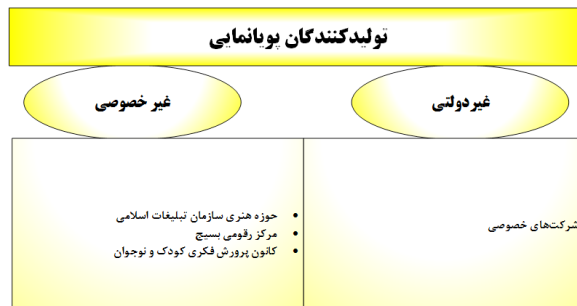 تولیدکنندگان پویانمایی
غیردولتی
غیر خصوصی
شرکت‌های خصوصی
• حوزه هنری سازمان تبلیغات اسلامی
• مرکز رقومی بسیج
• کانون پرورش فکری کودک و نوجوان